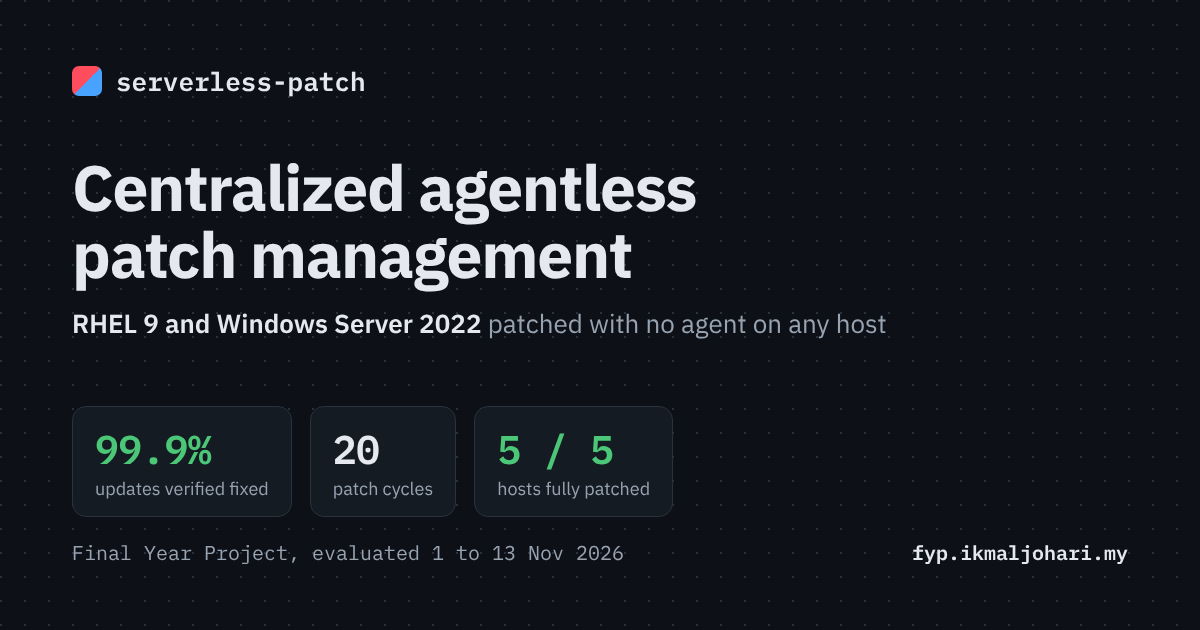 serverless-patch
Centralized agentless
patch management
RHEL 9 and Windows Server 2022 patched with no agent on any host
99.9%
updates verified fixed
20
patch cycles
5 / 5
hosts fully patched
Final Year Project, evaluated 1 to 13 Nov 2026
fyp.ikmaljohari.my